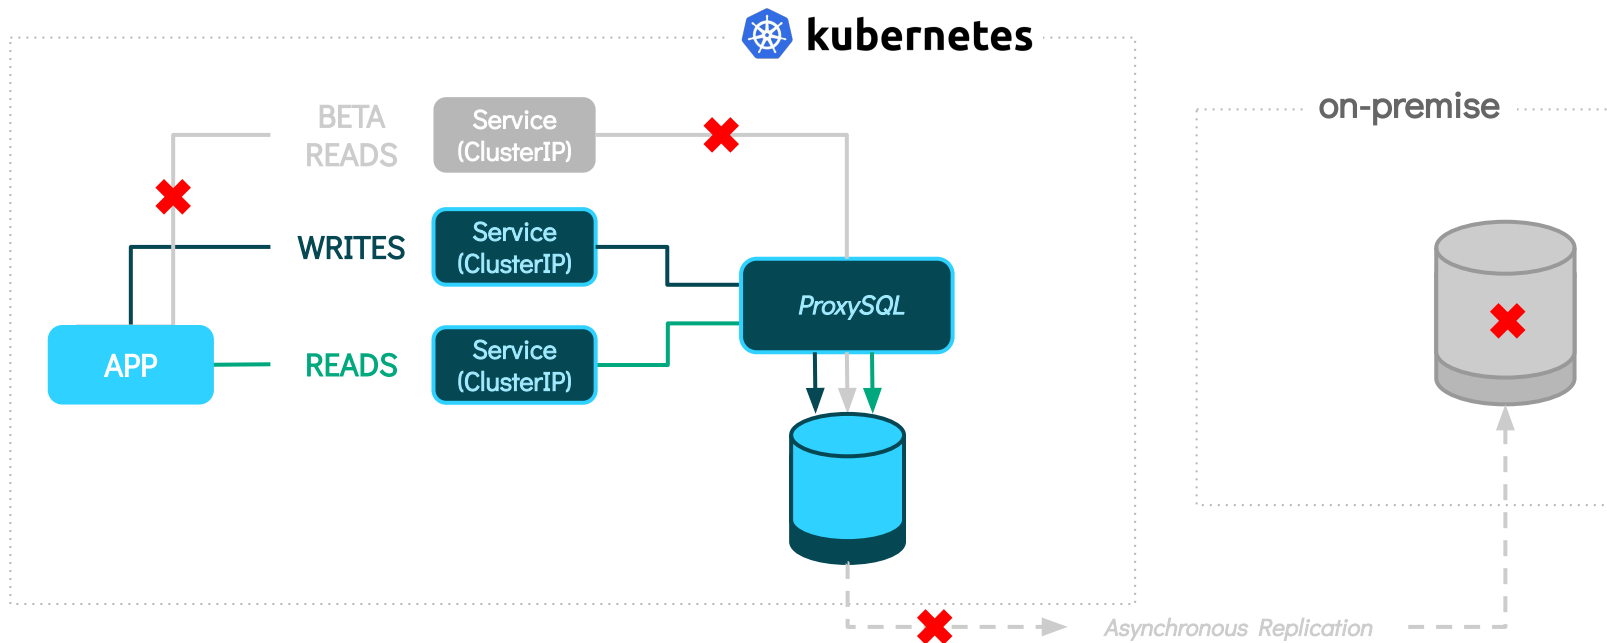 kubernetes
on-premise
BETA
READS
Service
(ClusterIP)
WRITES
Service
(ClusterIP)
ProxySQL
APP
READS
Service
(ClusterIP)
Asynchronous Replication